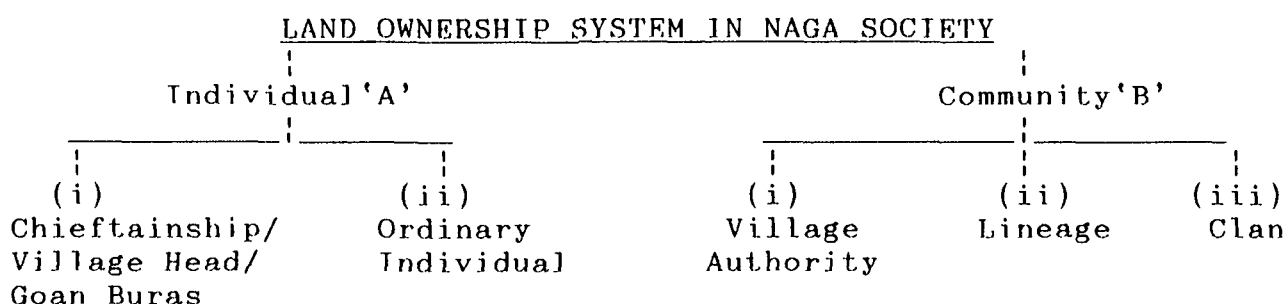 LAND OWNERSHIP SYSTEM IN NAGA SOCIETY
Individual 'A' Community 'B'
(i) (ii) (i) (ii) (iii)
Chieftainship/ Ordinary Village Lineage Clan
Village Head/ Individual Authority
Goan Buras